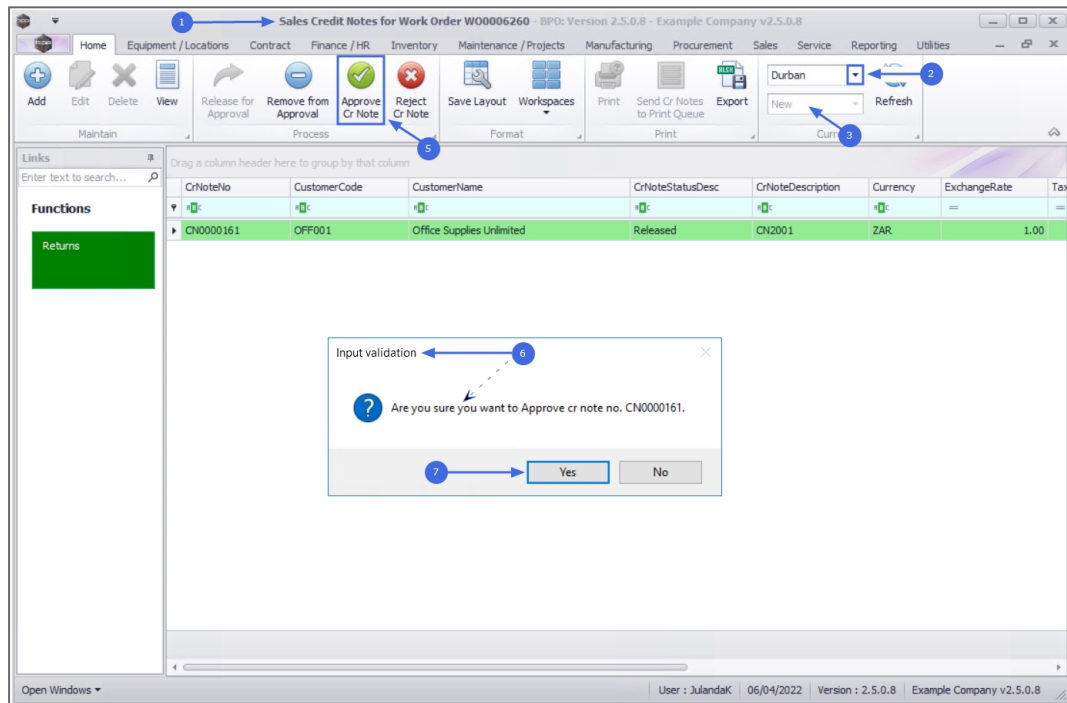 1
Sales Credit Notes for Work Order WO0006260 - BPO: Version 2.5.0.8 - Example Company v2.5.0.8
Home Equipment / Locations Contract Finance / HR Inventory Maintenance / Projects Manufacturing Procurement Sales Service Reporting Utilities
Add Edit Delete View Release for Approval Remove from Approval Approve Cr Note Reject Cr Note Save Layout Workspaces Print Send Cr Notes to Print Queue Export Durban New Refresh
2
3
Maintain Process Format Print
5
Links
Enter text to search...
Functions
Returns
Drag a column header here to group by that column
CrNoteNo CustomerCode CustomerName CrNoteStatusDesc CrNoteDescription Currency ExchangeRate Tax
= =
CN0000161 OFF001 Office Supplies Unlimited Released CN2001 ZAR 1.00
Input validation
6
Are you sure you want to Approve cr note no. CN0000161.
7
Yes No
Open Windows User : JulandaK 06/04/2022 Version : 2.5.0.8 Example Company v2.5.0.8